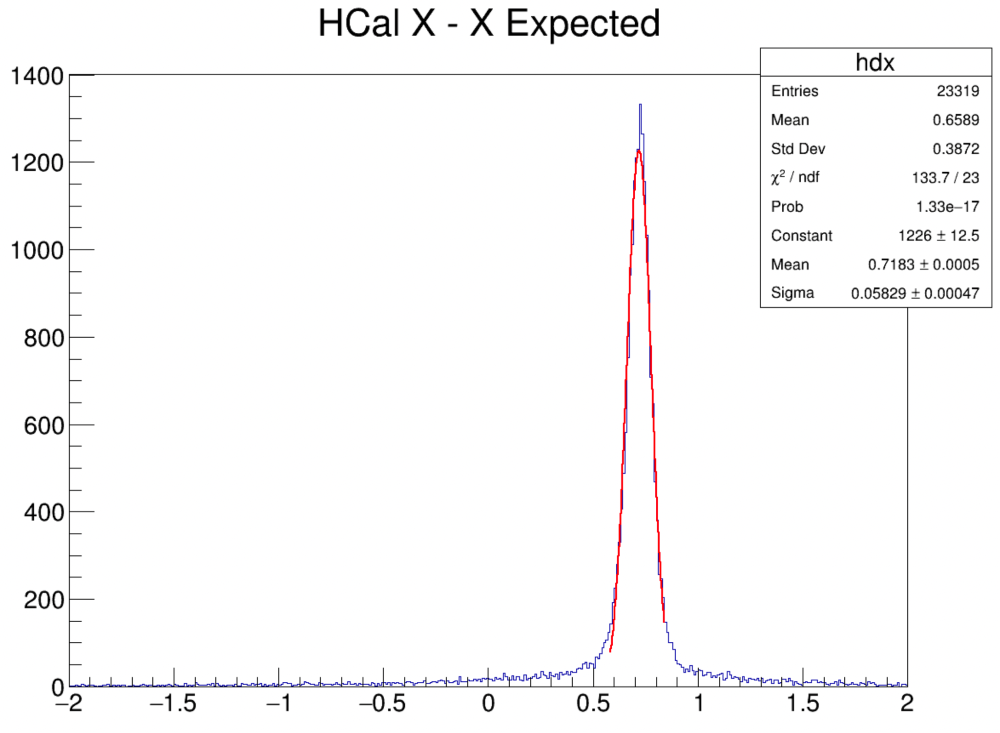 HCal X - X Expected
hdx
Entries 23319
Mean 0.6589
Std Dev 0.3872
χ² / ndf 133.7 / 23
Prob 1.33e−17
Constant 1226 ± 12.5
Mean 0.7183 ± 0.0005
Sigma 0.05829 ± 0.00047
1400
1200
1000
800
600
400
200
0
−2 −1.5 −1 −0.5 0 0.5 1 1.5 2